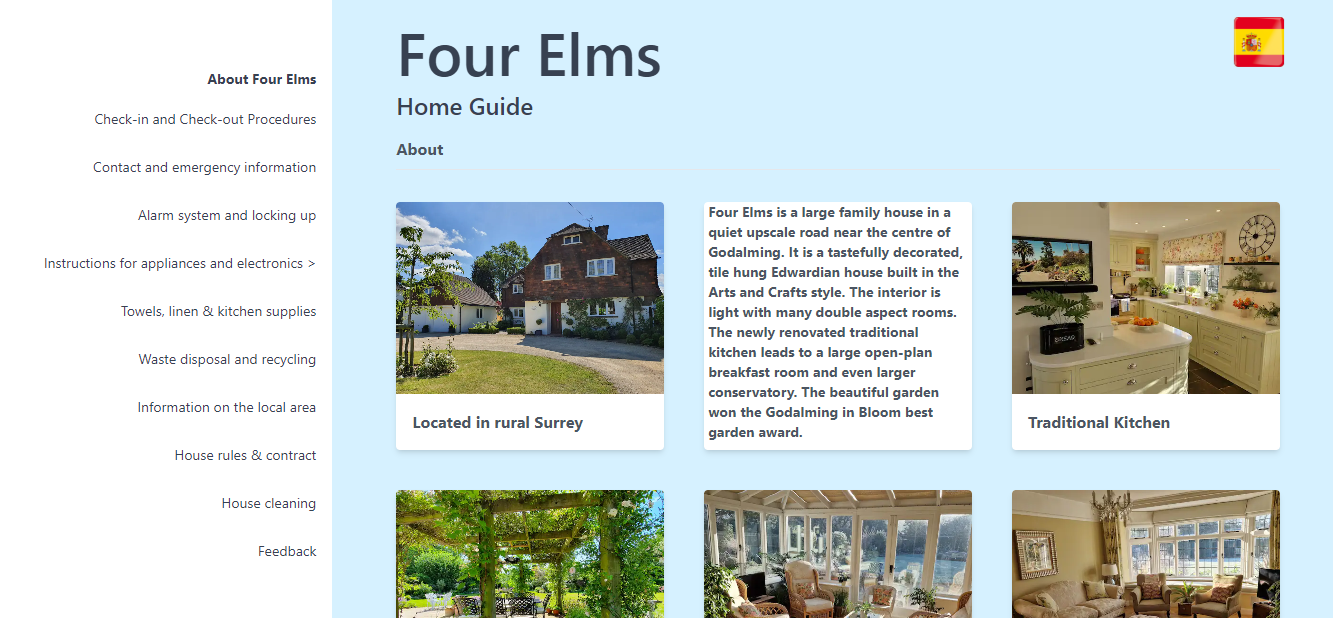 About Four Elms
Check-in and Check-out Procedures
Contact and emergency information
Alarm system and locking up
Instructions for appliances and electronics >
Towels, linen & kitchen supplies
Waste disposal and recycling
Information on the local area
House rules & contract
House cleaning
Feedback
Four Elms
Home Guide
About
Located in rural Surrey
Four Elms is a large family house in a
quiet upscale road near the centre of
Godalming. It is a tastefully decorated,
tile hung Edwardian house built in the
Arts and Crafts style. The interior is
light with many double aspect rooms.
The newly renovated traditional
kitchen leads to a large open-plan
breakfast room and even larger
conservatory. The beautiful garden
won the Godalming in Bloom best
garden award.
BREAD
Traditional Kitchen